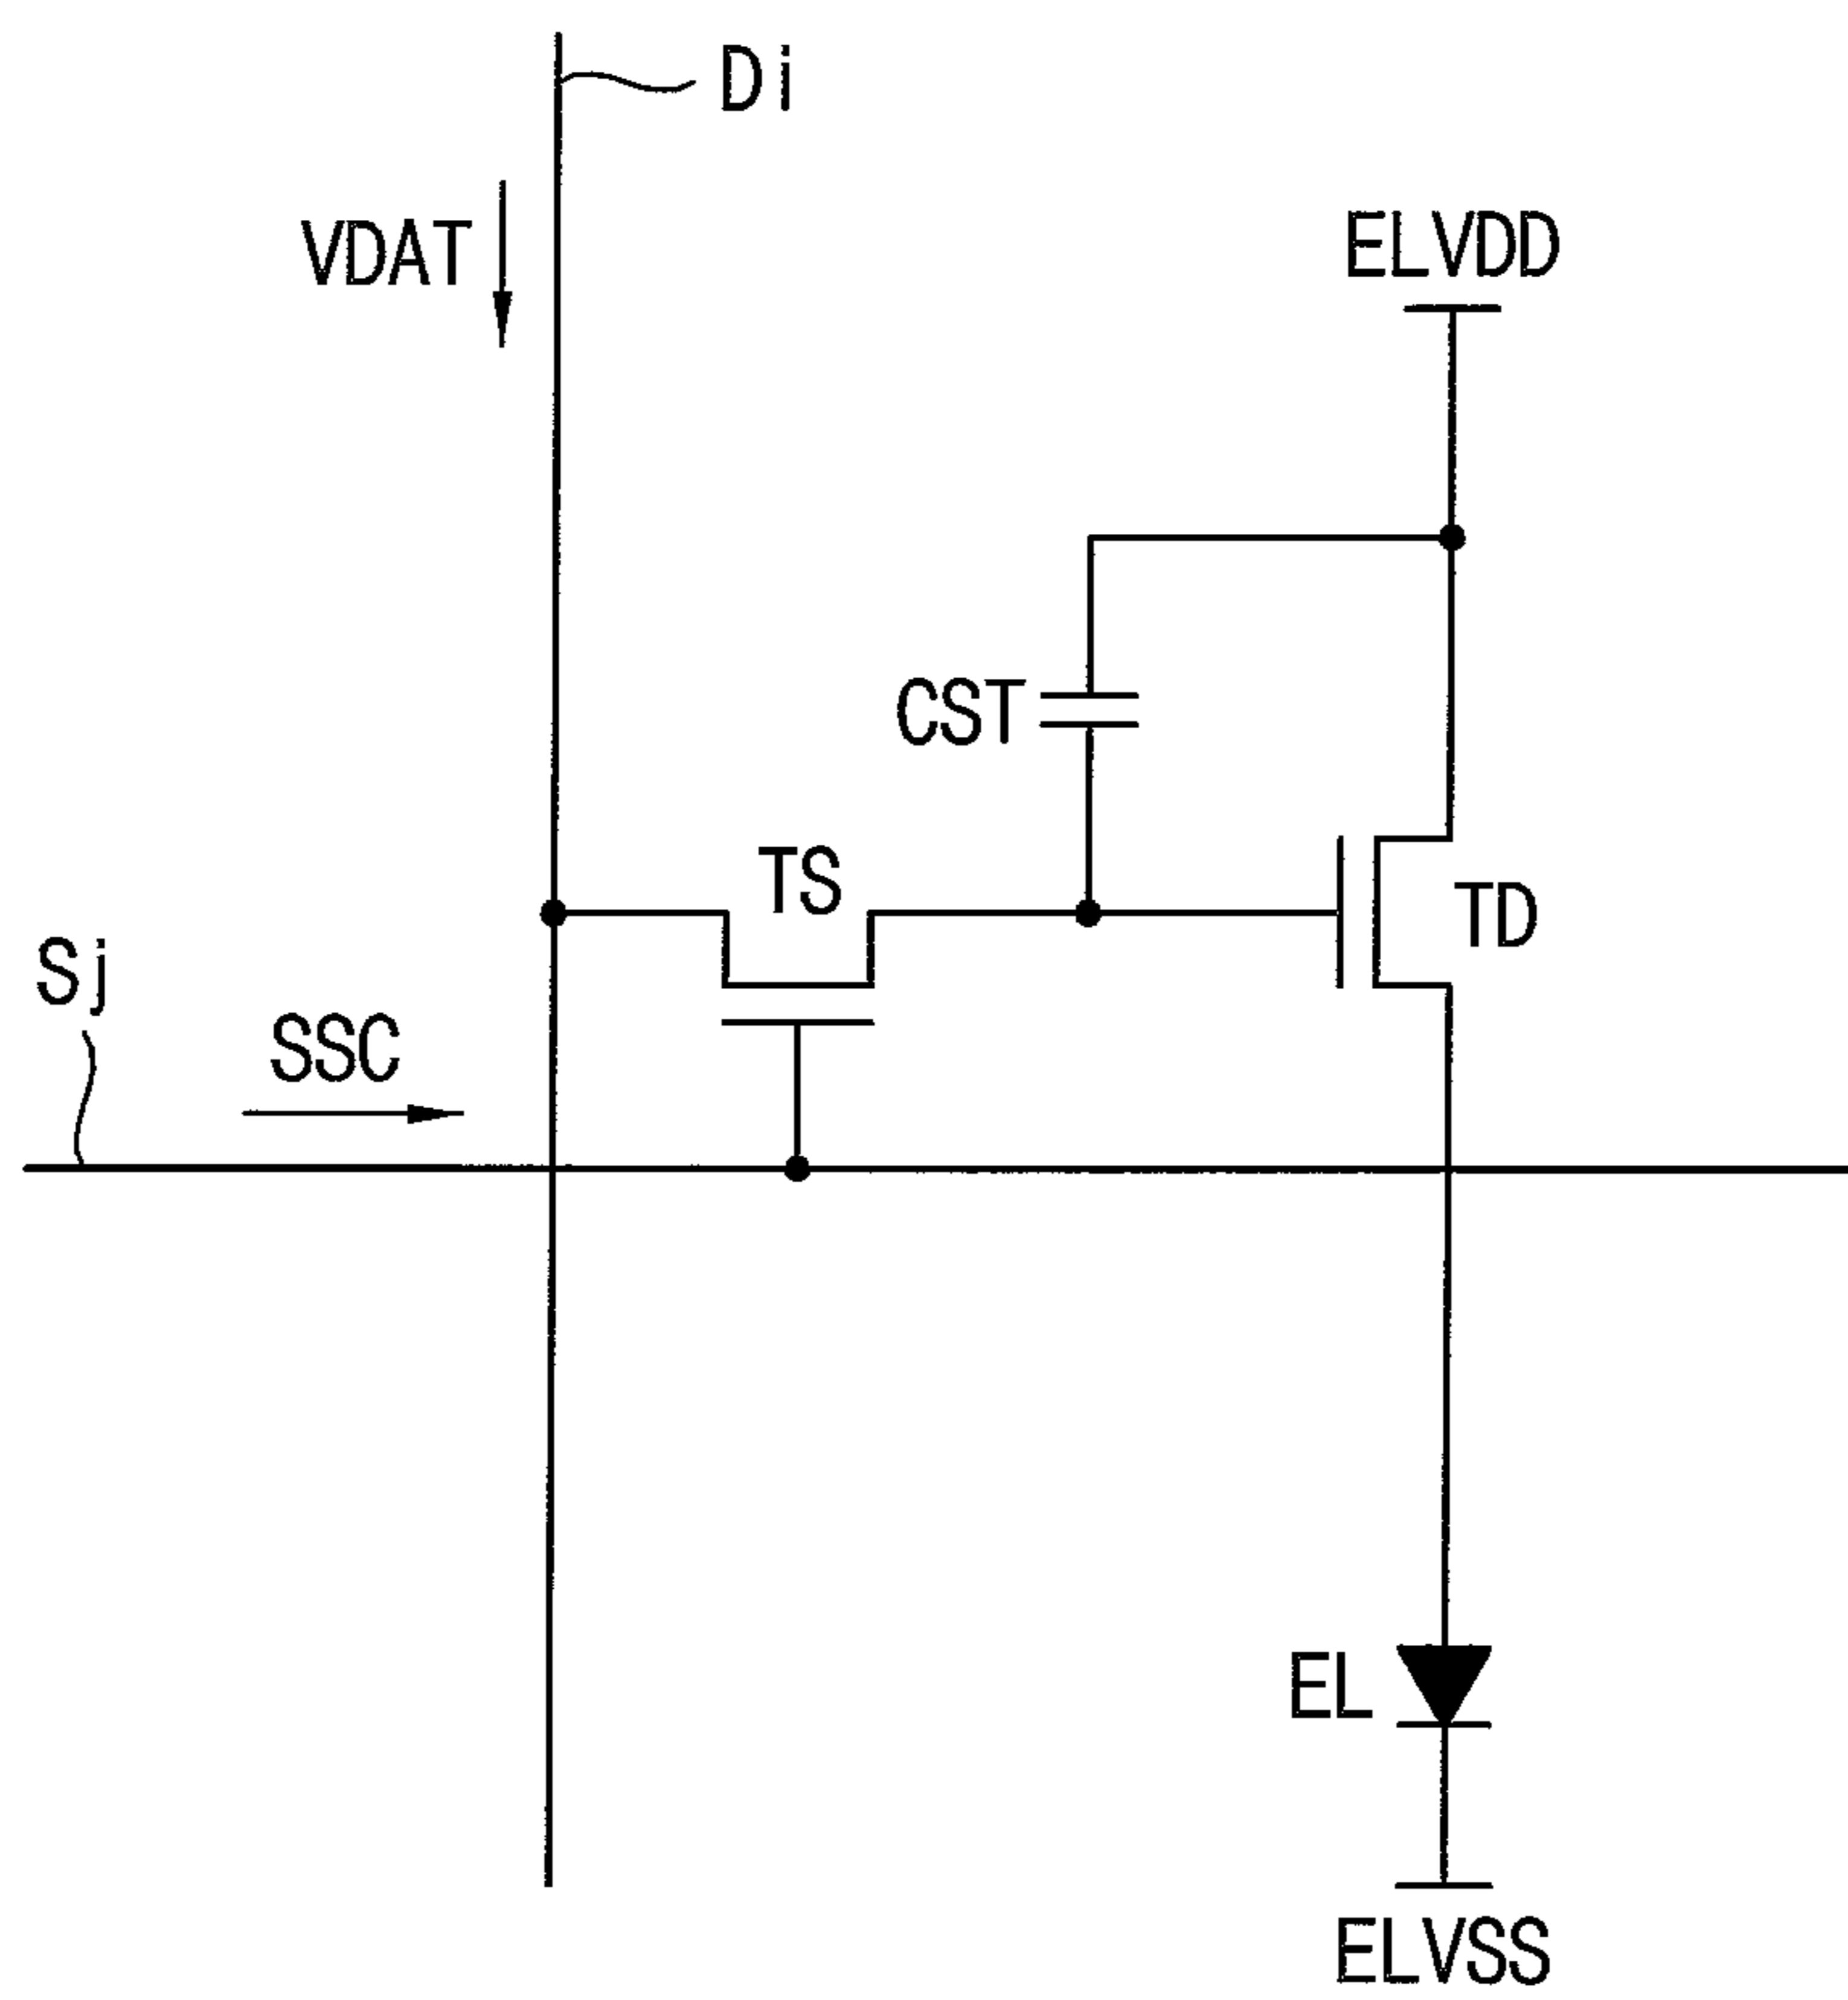 Di
VDAT
ELVDD
CST
TS
TD
Sj
SSC
EL
ELVSS